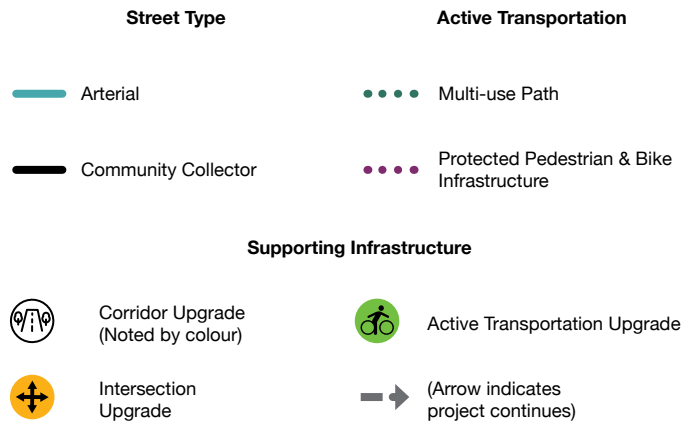 Street Type
Active Transportation
Arterial
Multi-use Path
Community Collector
Protected Pedestrian & Bike
Infrastructure
Supporting Infrastructure
Corridor Upgrade
(Noted by colour)
Active Transportation Upgrade
Intersection
Upgrade
(Arrow indicates
project continues)